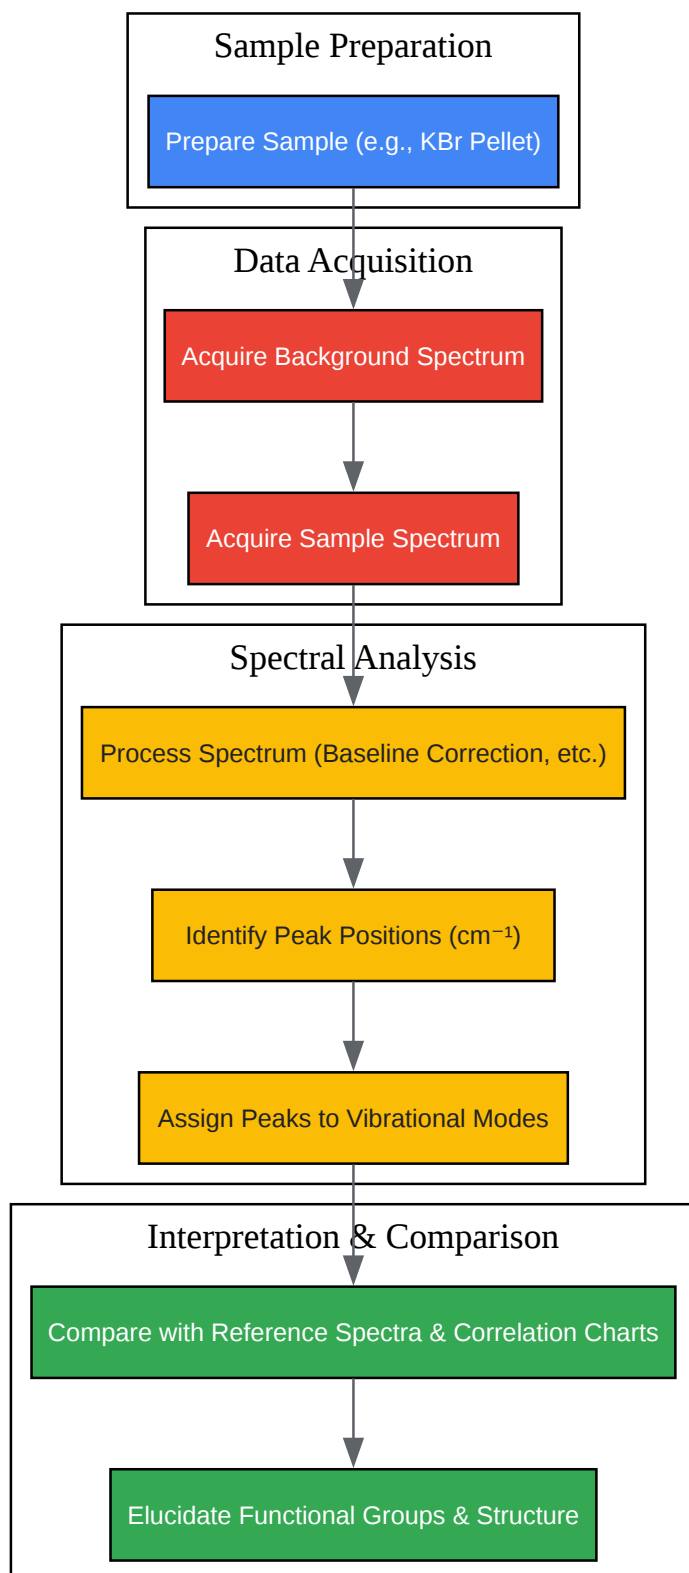 Sample Preparation
Prepare Sample (e.g., KBr Pellet)
Data Acquisition
Acquire Background Spectrum
Acquire Sample Spectrum
Spectral Analysis
Process Spectrum (Baseline Correction, etc.)
Identify Peak Positions (cm⁻¹)
Assign Peaks to Vibrational Modes
Interpretation & Comparison
Compare with Reference Spectra & Correlation Charts
Elucidate Functional Groups & Structure